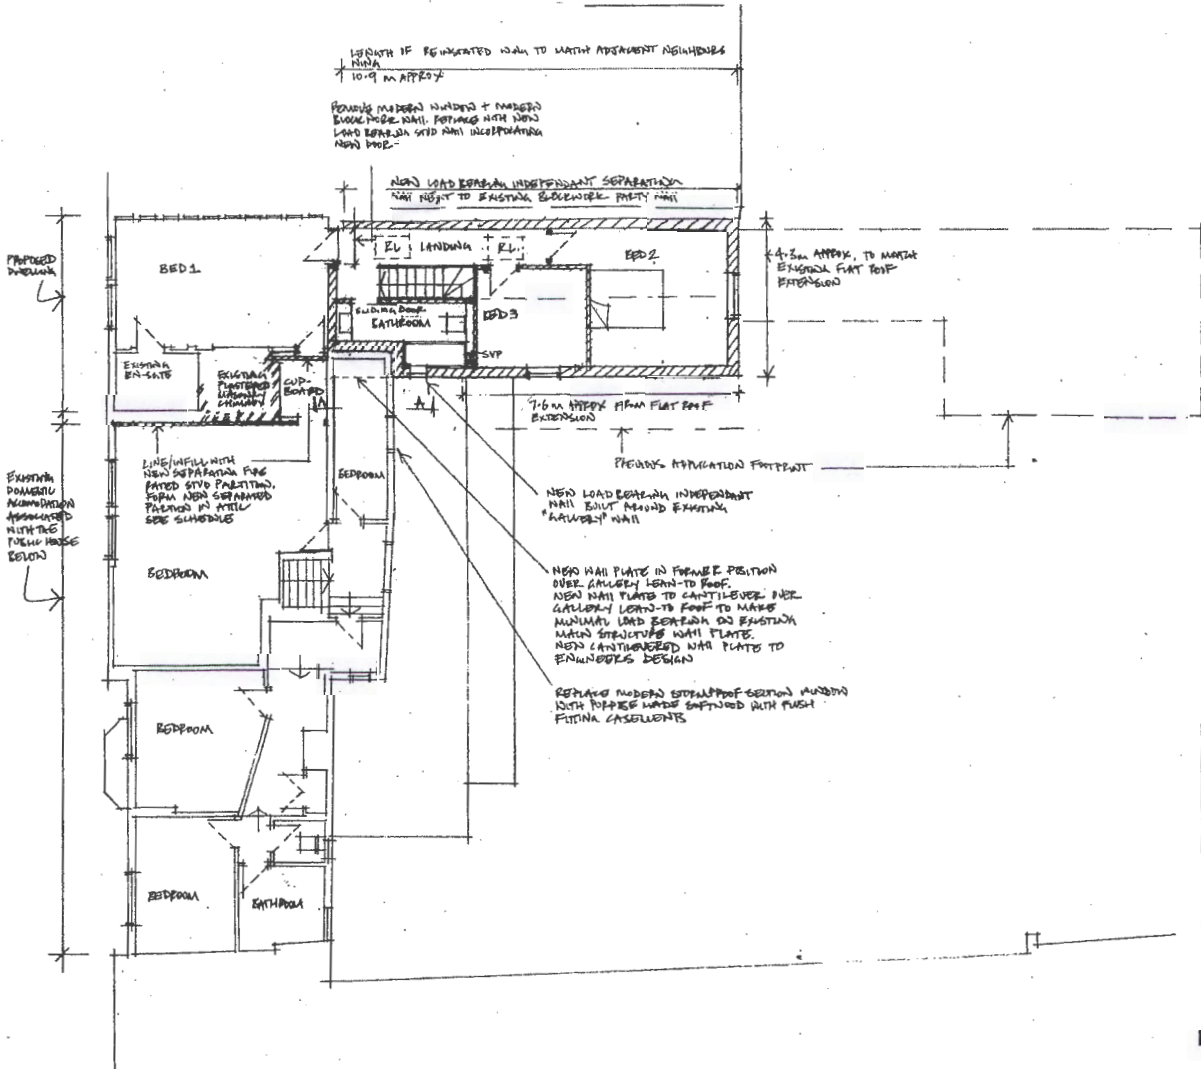 LENGTH OF REINSTATED WING TO MATCH ADJACENT NEIGHBOURS
WING
10.9 M APPROX
REMOVE MODERN WINDOW + MODERN
BLOCKWORK WALL. REPLACE WITH NEW
LOAD BEARING STUD WALL INCORPORATING
NEW DOOR-
NEW LOAD BEARING INDEPENDANT SEPARATING
WALL NEXT TO EXISTING BLOCKWORK PARTY WALL
PROPOSED
DWELLING
BED 1
RL
LANDING
RL
BED 2
4.3m APPROX, TO MATCH
EXISTING FLAT ROOF
EXTENSION
SLIDING DOOR
BATHROOM
BED 3
SVP
EXISTING
EN-SUITE
EXISTING
PLASTERED
MASONRY
CHIMNEY
CUP-
BOARD
A
A
7.6 m APPROX FROM FLAT ROOF
EXTENSION
PREVIOUS APPLICATION FOOTPRINT
EXISTING
DOMESTIC
ACCOMODATION
ASSOCIATED
WITH THE
PUBLIC HOUSE
BELOW
LINE/INFILL WITH
NEW SEPARATING FIRE
RATED STUD PARTITION.
FORM NEW SEPARATED
PARTION IN ATTIC
SEE SCHEDULE
BEDROOM
NEW LOAD BEARING INDEPENDANT
WALL BUILT AROUND EXISTING
"GALLERY" WALL
BEDROOM
NEW WALL PLATE IN FORMER POSITION
OVER GALLERY LEAN-TO ROOF.
NEW WALL PLATE TO CANTILEVER OVER
GALLERY LEAN-TO ROOF TO MAKE
MINIMAL LOAD BEARING ON EXISTING
MAIN STRUCTURE WALL PLATE.
NEW CANTILEVERED WALL PLATE TO
ENGINEERS DESIGN
REPLACE MODERN STORMPROOF SECTION WINDOW
WITH PURPOSE MADE SOFTWOOD WITH FLUSH
FITTING CASEMENTS
BEDROOM
BEDROOM
BATHROOM